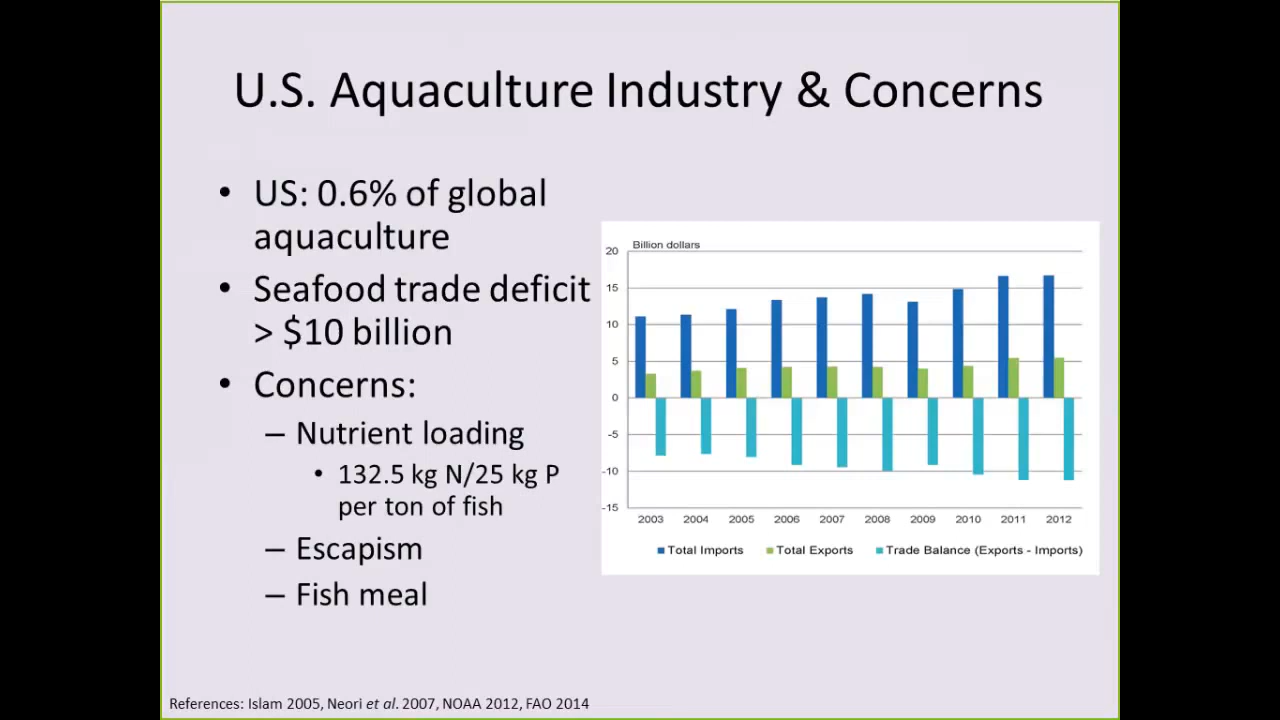 U.S. Aquaculture Industry & Concerns
• US: 0.6% of global
aquaculture
• Seafood trade deficit
> $10 billion
• Concerns:
– Nutrient loading
• 132.5 kg N/25 kg P
per ton of fish
– Escapism
– Fish meal
Billion dollars
20
15
10
5
0
-5
-10
-15
2003 2004 2005 2006 2007 2008 2009 2010 2011 2012
Total Imports Total Exports Trade Balance (Exports - Imports)
References: Islam 2005, Neori et al. 2007, NOAA 2012, FAO 2014